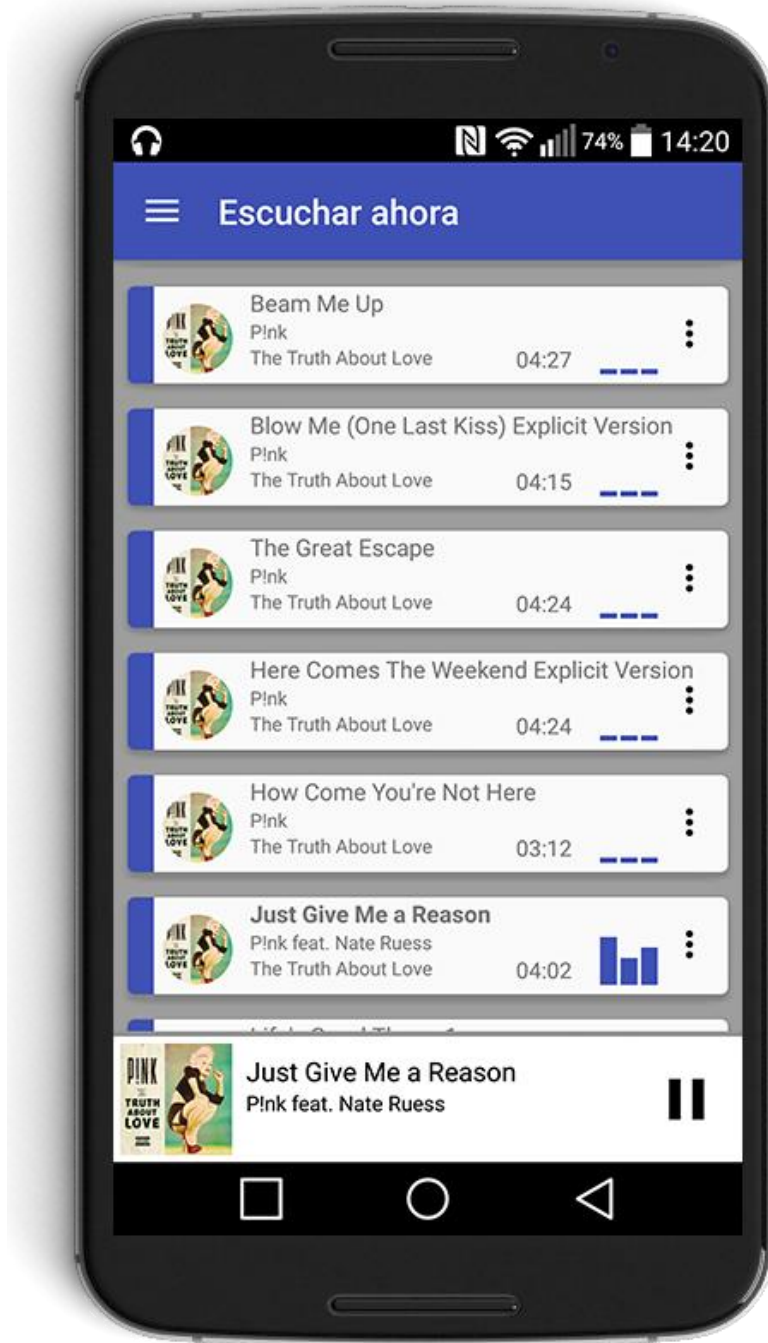 74% 14:20
Escuchar ahora
Beam Me Up
P!nk
The Truth About Love 04:27
Blow Me (One Last Kiss) Explicit Version
P!nk
The Truth About Love 04:15
The Great Escape
P!nk
The Truth About Love 04:24
Here Comes The Weekend Explicit Version
P!nk
The Truth About Love 04:24
How Come You're Not Here
P!nk
The Truth About Love 03:12
Just Give Me a Reason
P!nk feat. Nate Ruess
The Truth About Love 04:02
P!NK
TRUTH
ABOUT
LOVE
Just Give Me a Reason
P!nk feat. Nate Ruess